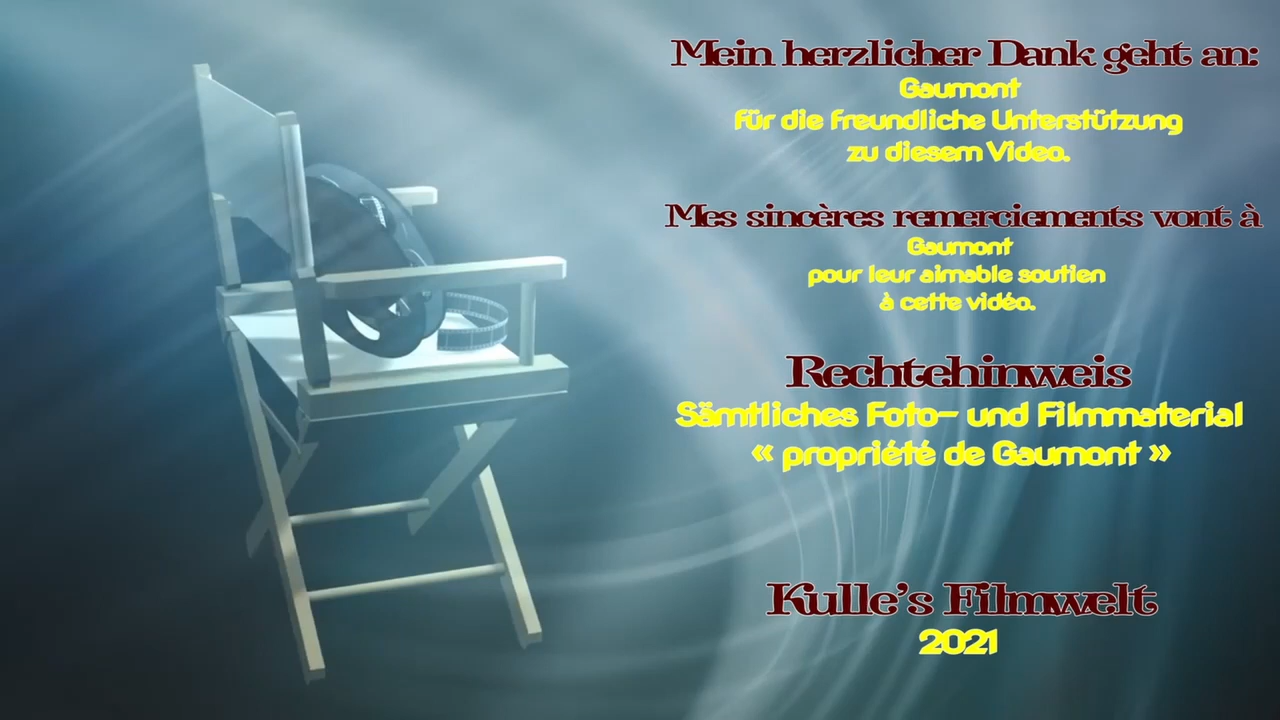 Mein herzlicher Dank geht an:
Gaumont
für die freundliche Unterstützung
zu diesem Video.
Mes sincères remerciements vont à
Gaumont
pour leur aimable soutien
à cette vidéo.
Rechtehinweis
Sämtliches Foto- und Filmmaterial
« propriété de Gaumont »
Kulle's Filmwelt
2021